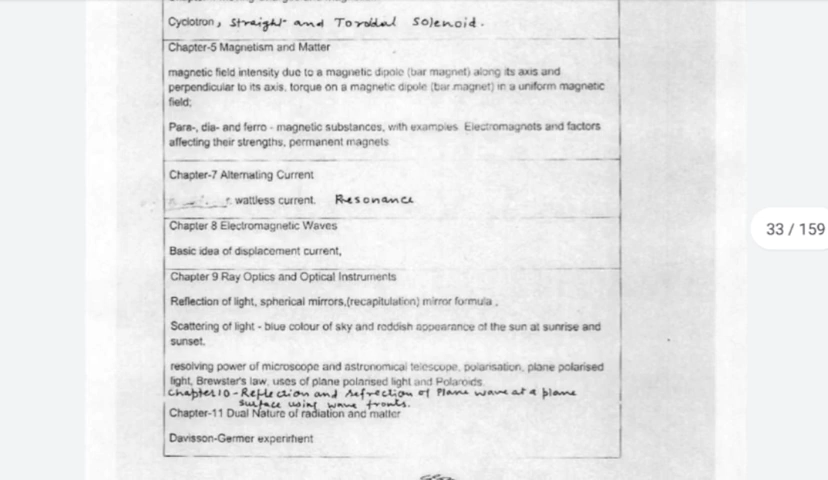 Cyclotron, Straight and Toroidal Solenoid.
Chapter-5 Magnetism and Matter
magnetic field intensity due to a magnetic dipole (bar magnet) along its axis and
perpendicular to its axis, torque on a magnetic dipole (bar magnet) in a uniform magnetic
field;
Para-, dia- and ferro - magnetic substances, with examples. Electromagnets and factors
affecting their strengths, permanent magnets
Chapter-7 Alternating Current
wattless current. Resonance
Chapter 8 Electromagnetic Waves
Basic idea of displacement current,
Chapter 9 Ray Optics and Optical Instruments
Reflection of light, spherical mirrors,(recapitulation) mirror formula ,
Scattering of light - blue colour of sky and reddish appearance of the sun at sunrise and
sunset.
resolving power of microscope and astronomical telescope, polarisation, plane polarised
light, Brewster's law, uses of plane polarised light and Polaroids.
Chapter 10 - Reflection and refraction of Plane wave at a plane
surface using wave fronts.
Chapter-11 Dual Nature of radiation and matter
Davisson-Germer experiment
33 / 159